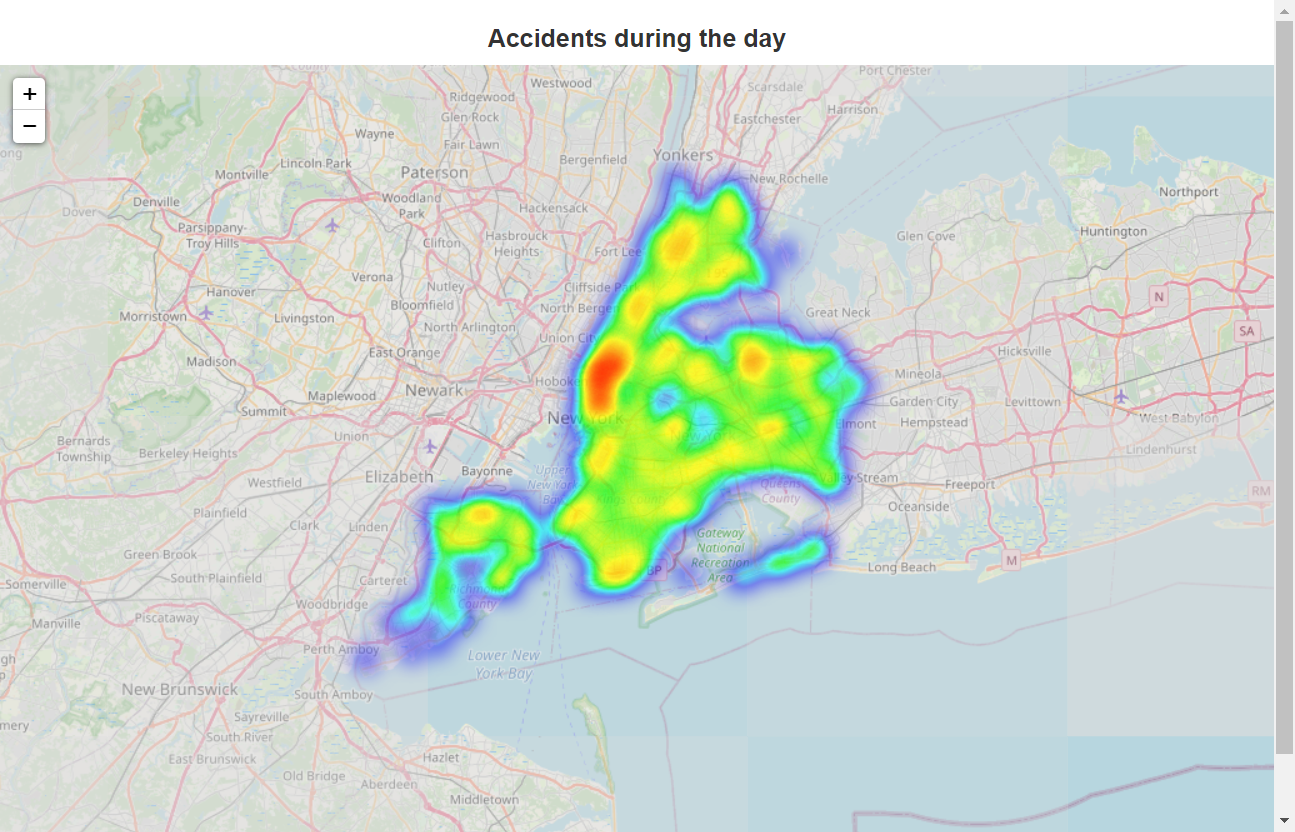 Accidents during the day
+
−
Port Chester
Westwood
Scarsdale
Ridgewood
Harrison
Glen Rock
Eastchester
Wayne
Fair Lawn
ong
Lincoln Park
Bergenfield
Yonkers
Montville
Paterson
New Rochelle
Northport
Denville
Woodland
Park
Dover
Hackensack
Parsippany-
Troy Hills
Huntington
Clifton
Hasbrouck
Heights
Glen Cove
Fort Lee
Verona
Nutley
Cliffside Park
Hanover
Bloomfield
North Bergen
N
Morristown
Livingston
North Arlington
Great Neck
SA
Union City
East Orange
Hicksville
Madison
Mineola
Newark
Hoboke
Maplewood
Garden City
Levittown
Summit
New York
West Babylon
Elmont
Hempstead
Union
Bernards
Township
Berkeley Heights
Lindenhurst
Elizabeth
Bayonne
Upper
New York
Bay
Valley Stream
Freeport
Queens
County
Westfield
RM
Kings County
Oceanside
Plainfield
Clark
Linden
Gateway
National
Recreation
Area
Green Brook
M
Long Beach
BP
Somerville
South Plainfield
Carteret
Richmond
County
Woodbridge
Piscataway
Manville
Perth Amboy
Lower New
York Bay
gh
p
New Brunswick
South Amboy
Sayreville
mery
South River
East Brunswick
Hazlet
Old Bridge
Aberdeen
Middletown